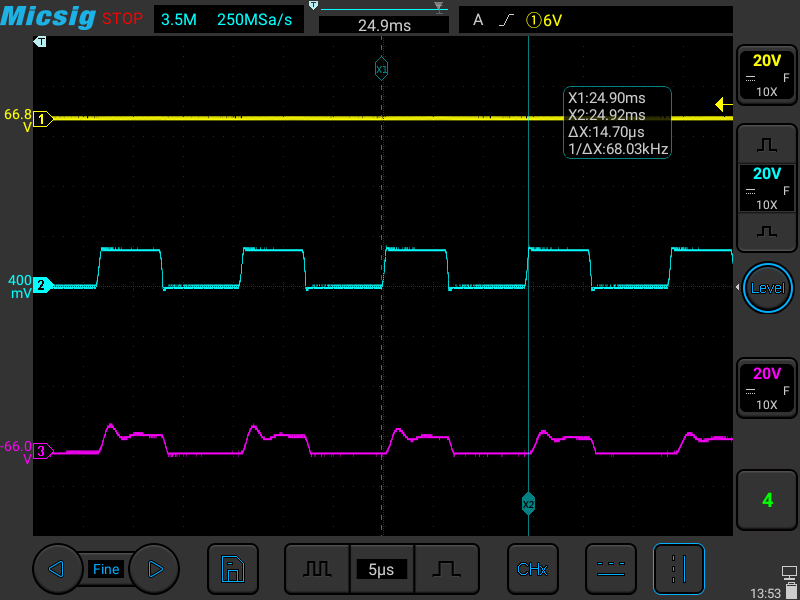 Micsig STOP 3.5M 250MSa/s T 24.9ms A ①6V
T
X1
20V
F
10X
X1:24.90ms
X2:24.92ms
ΔX:14.70μs
1/ΔX:68.03kHz
66.8
V
1
20V
F
10X
400
mV
2
Level
20V
F
10X
-66.0
V
3
X2
4
Fine
5μs
CHx
13:53